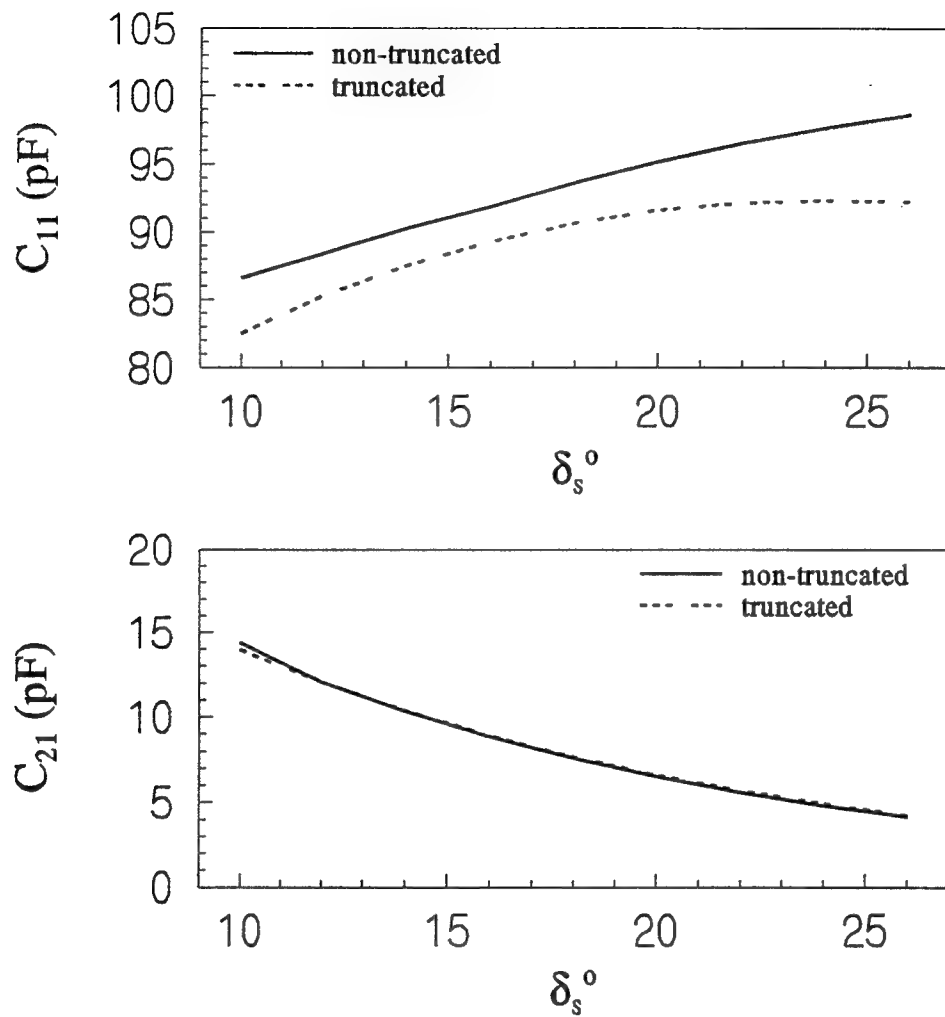 105
non-truncated
truncated
100
95
90
85
80
C₁₁ (pF)
10 15 20 25
δₛ°
20
non-truncated
truncated
15
10
5
0
C₂₁ (pF)
10 15 20 25
δₛ°